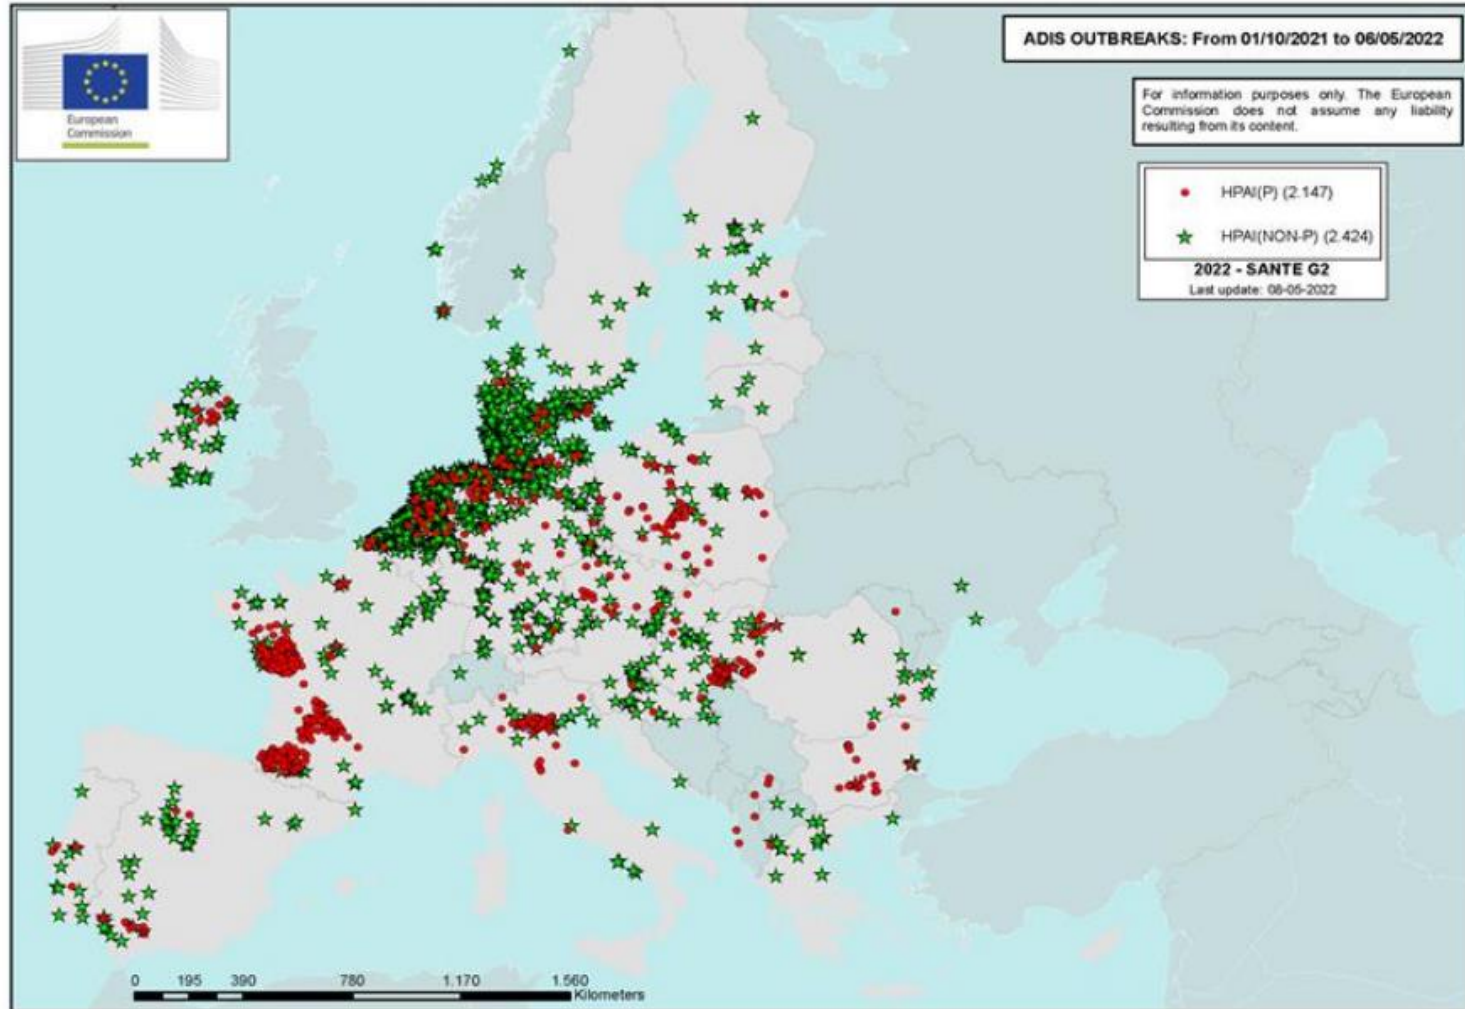 European
Commission
ADIS OUTBREAKS: From 01/10/2021 to 06/05/2022
For information purposes only. The European
Commission does not assume any liability
resulting from its content.
HPAI(P) (2.147)
HPAI(NON-P) (2.424)
2022 - SANTE G2
Last update: 08-05-2022
0 195 390 780 1.170 1.560
Kilometers